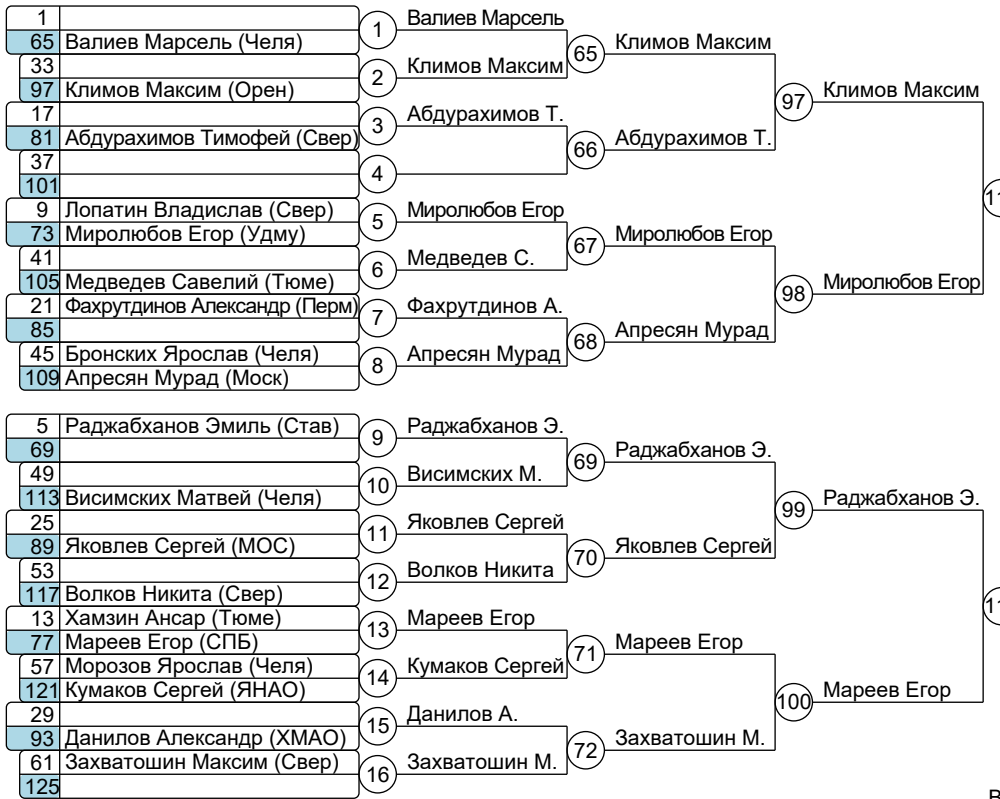 1
65 Валиев Марсель (Челя)
33
97 Климов Максим (Орен)
17
81 Абдурахимов Тимофей (Свер)
37
101
9 Лопатин Владислав (Свер)
73 Миролюбов Егор (Удму)
41
105 Медведев Савелий (Тюме)
21 Фахрутдинов Александр (Перм)
85
45 Бронских Ярослав (Челя)
109 Апресян Мурад (Моск)
1 Валиев Марсель
2 Климов Максим
3 Абдурахимов Т.
4
5 Миролюбов Егор
6 Медведев С.
7 Фахрутдинов А.
8 Апресян Мурад
65 Климов Максим
66 Абдурахимов Т.
67 Миролюбов Егор
68 Апресян Мурад
97 Климов Максим
98 Миролюбов Егор
11
5 Раджабханов Эмиль (Став)
69
49
113 Висимских Матвей (Челя)
25
89 Яковлев Сергей (МОС)
53
117 Волков Никита (Свер)
13 Хамзин Ансар (Тюме)
77 Мареев Егор (СПБ)
57 Морозов Ярослав (Челя)
121 Кумаков Сергей (ЯНАО)
29
93 Данилов Александр (ХМАО)
61 Захватошин Максим (Свер)
125
9 Раджабханов Э.
10 Висимских М.
11 Яковлев Сергей
12 Волков Никита
13 Мареев Егор
14 Кумаков Сергей
15 Данилов А.
16 Захватошин М.
69 Раджабханов Э.
70 Яковлев Сергей
71 Мареев Егор
72 Захватошин М.
99 Раджабханов Э.
100 Мареев Егор
11
В